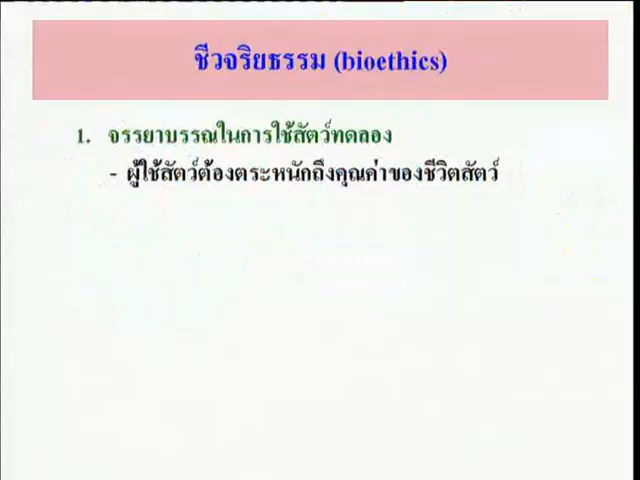 ชีวจริยธรรม (bioethics)
1. จรรยาบรรณในการใช้สัตว์ทดลอง
- ผู้ใช้สัตว์ต้องตระหนักถึงคุณค่าของชีวิตสัตว์